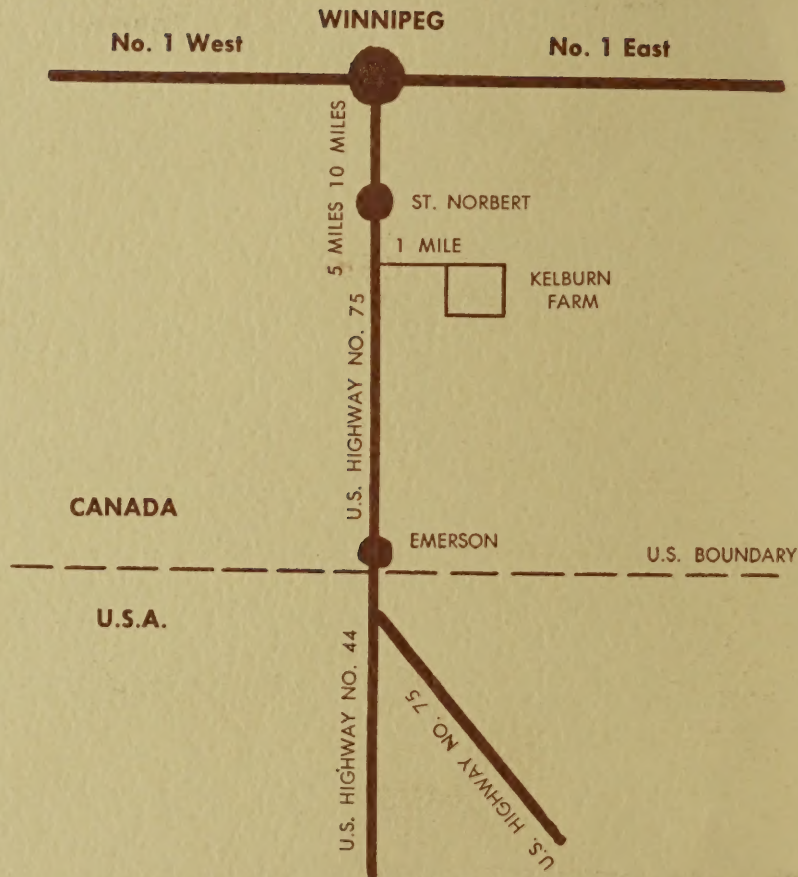 WINNIPEG
No. 1 West
No. 1 East
10 MILES
ST. NORBERT
5 MILES
1 MILE
KELBURN
FARM
U.S. HIGHWAY NO. 75
CANADA
EMERSON
U.S. BOUNDARY
U.S.A.
U.S. HIGHWAY NO. 44
U.S. HIGHWAY NO. 75